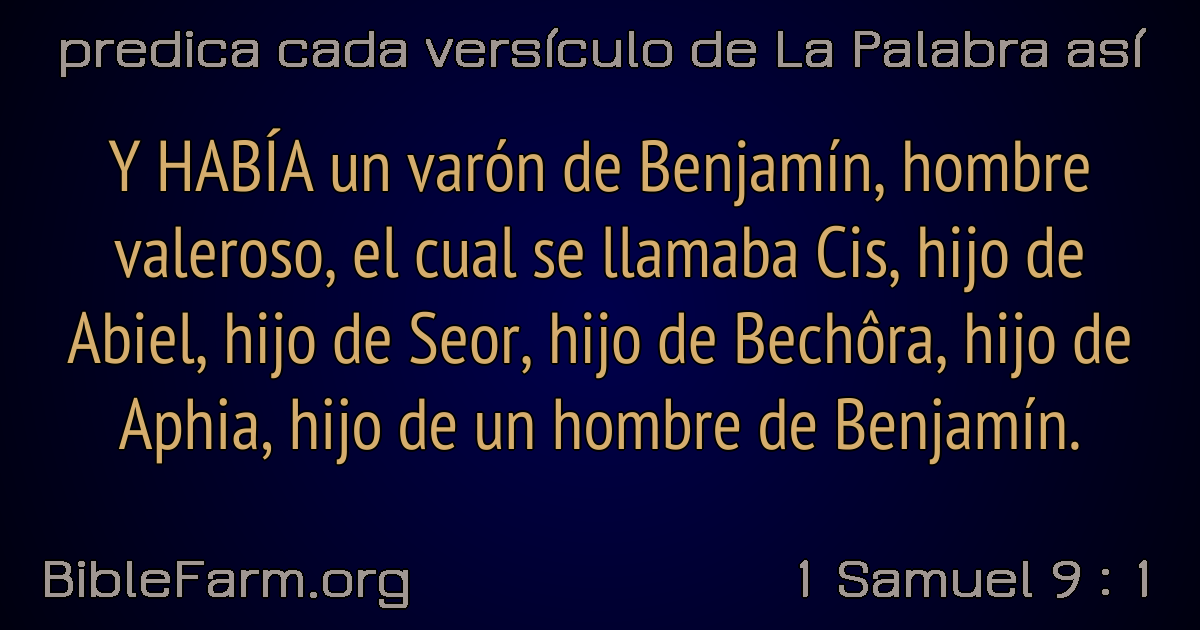 predica cada versículo de La Palabra así
Y HABÍA un varón de Benjamín, hombre
valeroso, el cual se llamaba Cis, hijo de
Abiel, hijo de Seor, hijo de Bechôra, hijo de
Aphia, hijo de un hombre de Benjamín.
BibleFarm.org
1 Samuel 9 : 1